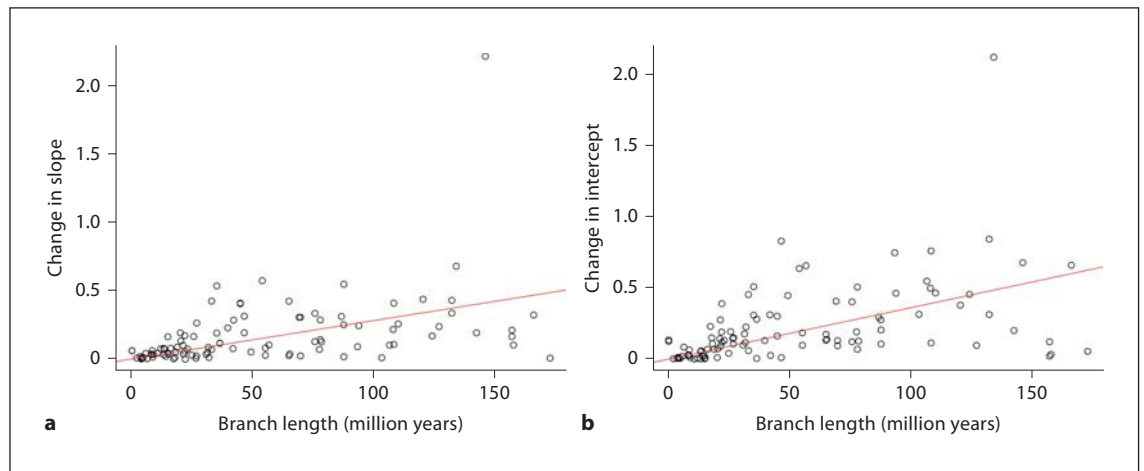 2.0
1.5
1.0
0.5
0
Change in slope
0 50 100 150
Branch length (million years)
a
2.0
1.5
1.0
0.5
0
Change in intercept
0 50 100 150
Branch length (million years)
b